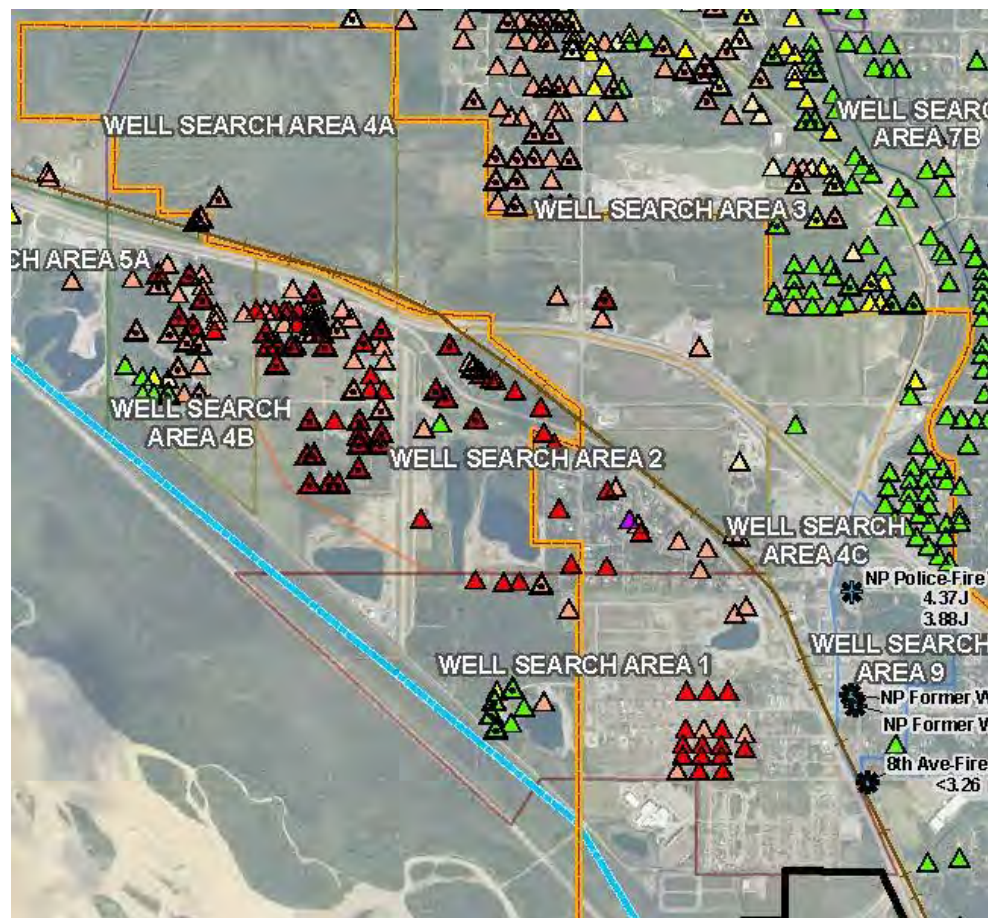 WELL SEARCH AREA 4A
WELL SEARC
AREA 7B
WELL SEARCH AREA 3
CH AREA 5A
WELL SEARCH
AREA 4B
WELL SEARCH AREA 2
WELL SEARCH
AREA 4C
NP Police-Fire
4.37J
3.88J
WELL SEARCH
AREA 9
WELL SEARCH AREA 1
NP Former W
NP Former W
8th Ave-Fire
<3.26